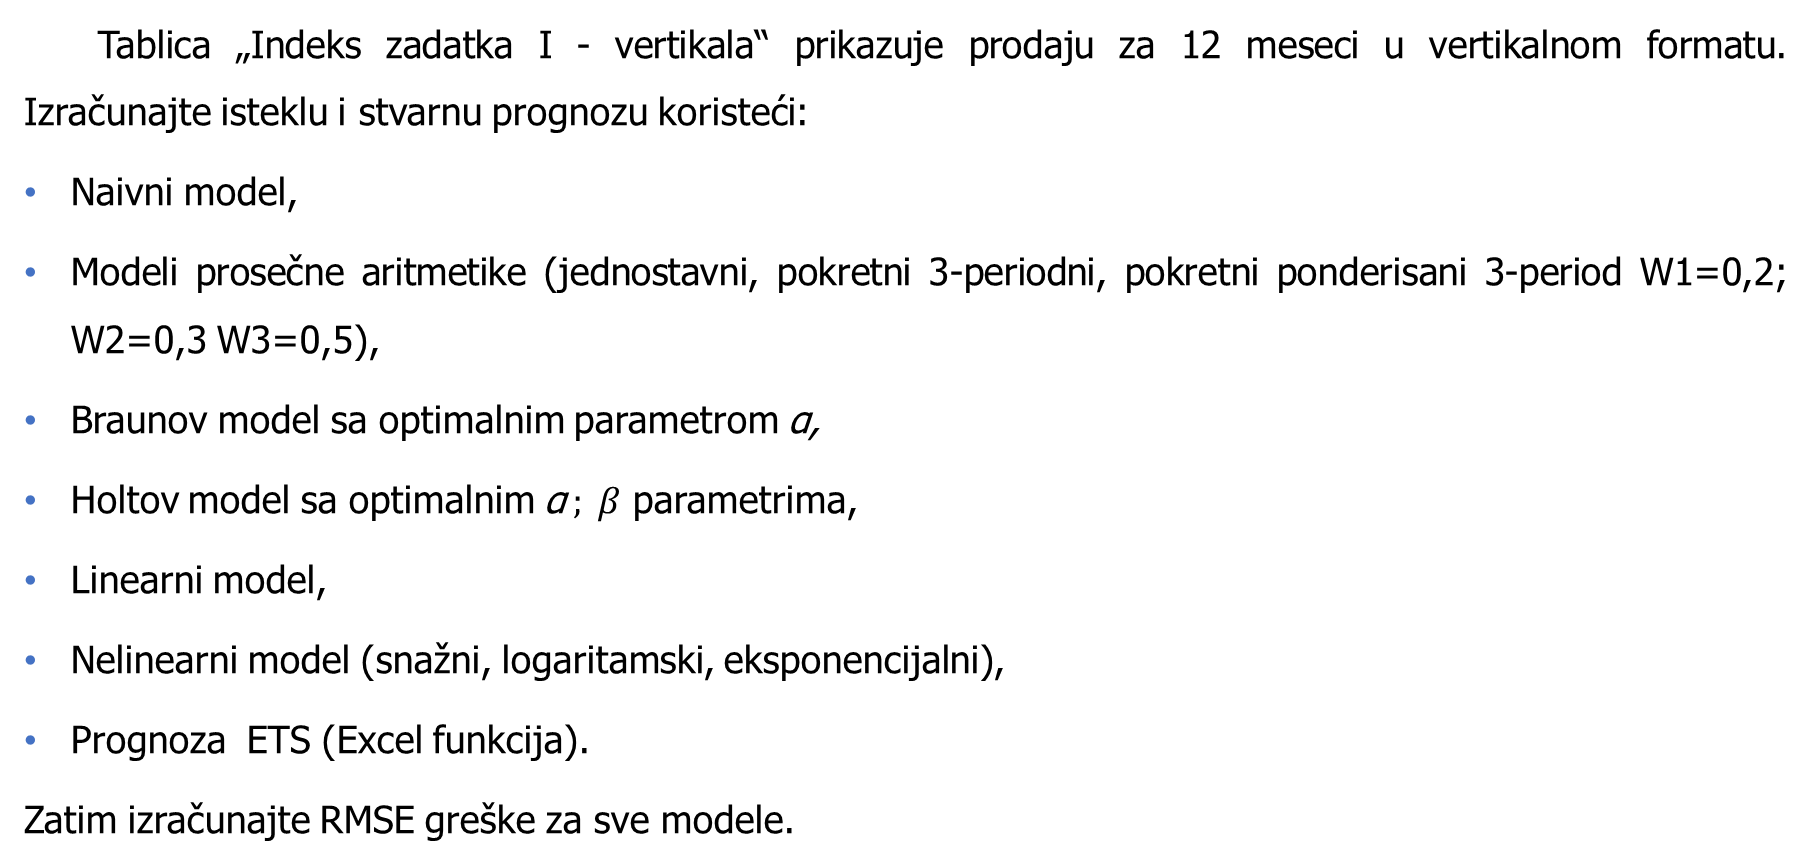 Tablica „Indeks zadatka I - vertikala“ prikazuje prodaju za 12 meseci u vertikalnom formatu.
Izračunajte isteklu i stvarnu prognozu koristeći:
• Naivni model,
• Modeli prosečne aritmetike (jednostavni, pokretni 3-periodni, pokretni ponderisani 3-period W1=0,2;
W2=0,3 W3=0,5),
• Braunov model sa optimalnim parametrom α,
• Holtov model sa optimalnim α; β parametrima,
• Linearni model,
• Nelinearni model (snažni, logaritamski, eksponencijalni),
• Prognoza ETS (Excel funkcija).
Zatim izračunajte RMSE greške za sve modele.